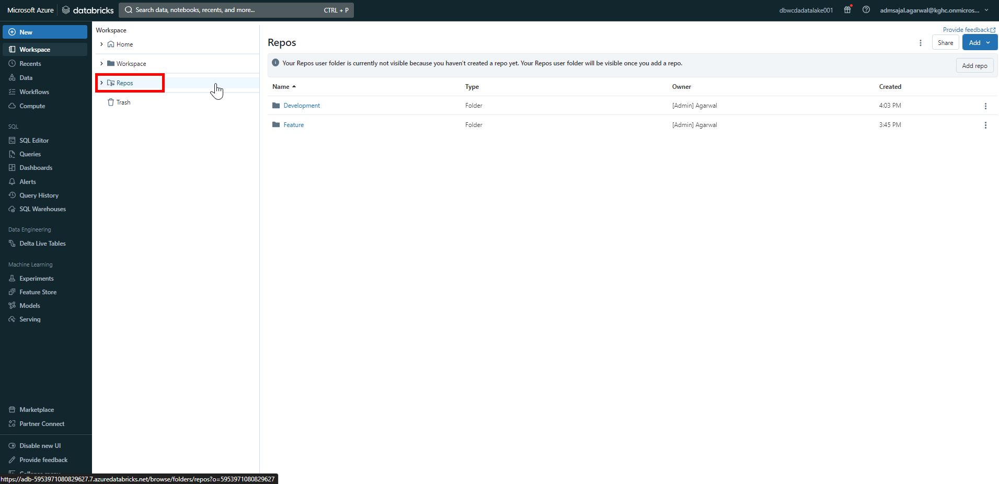 Microsoft Azure databricks Search data, notebooks, recents, and more... CTRL + P dbwcdadatalake001 admsajal.agarwal@kghc.onmicros...
New
Workspace
Recents
Data
Workflows
Compute
SQL
SQL Editor
Queries
Dashboards
Alerts
Query History
SQL Warehouses
Data Engineering
Delta Live Tables
Machine Learning
Experiments
Feature Store
Models
Serving
Marketplace
Partner Connect
Disable new UI
Provide feedback
Collapse menu
https://adb-5953971080829627.7.azuredatabricks.net/browse/folders/repos?o=5953971080829627
Workspace
Home
Workspace
Repos
Trash
Provide feedback
Repos Share Add
Your Repos user folder is currently not visible because you haven't created a repo yet. Your Repos user folder will be visible once you add a repo. Add repo
Name Type Owner Created
Development Folder [Admin] Agarwal 4:03 PM
Feature Folder [Admin] Agarwal 3:45 PM